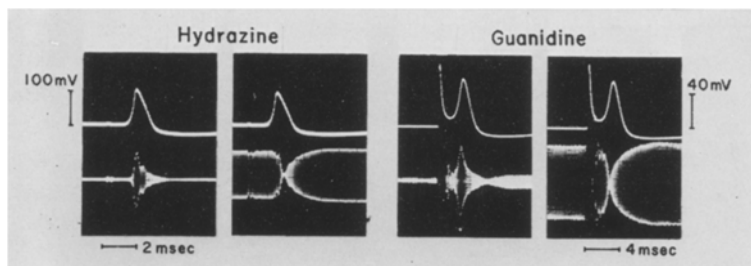 Hydrazine
Guanidine
100mV
40mV
2 msec
4 msec